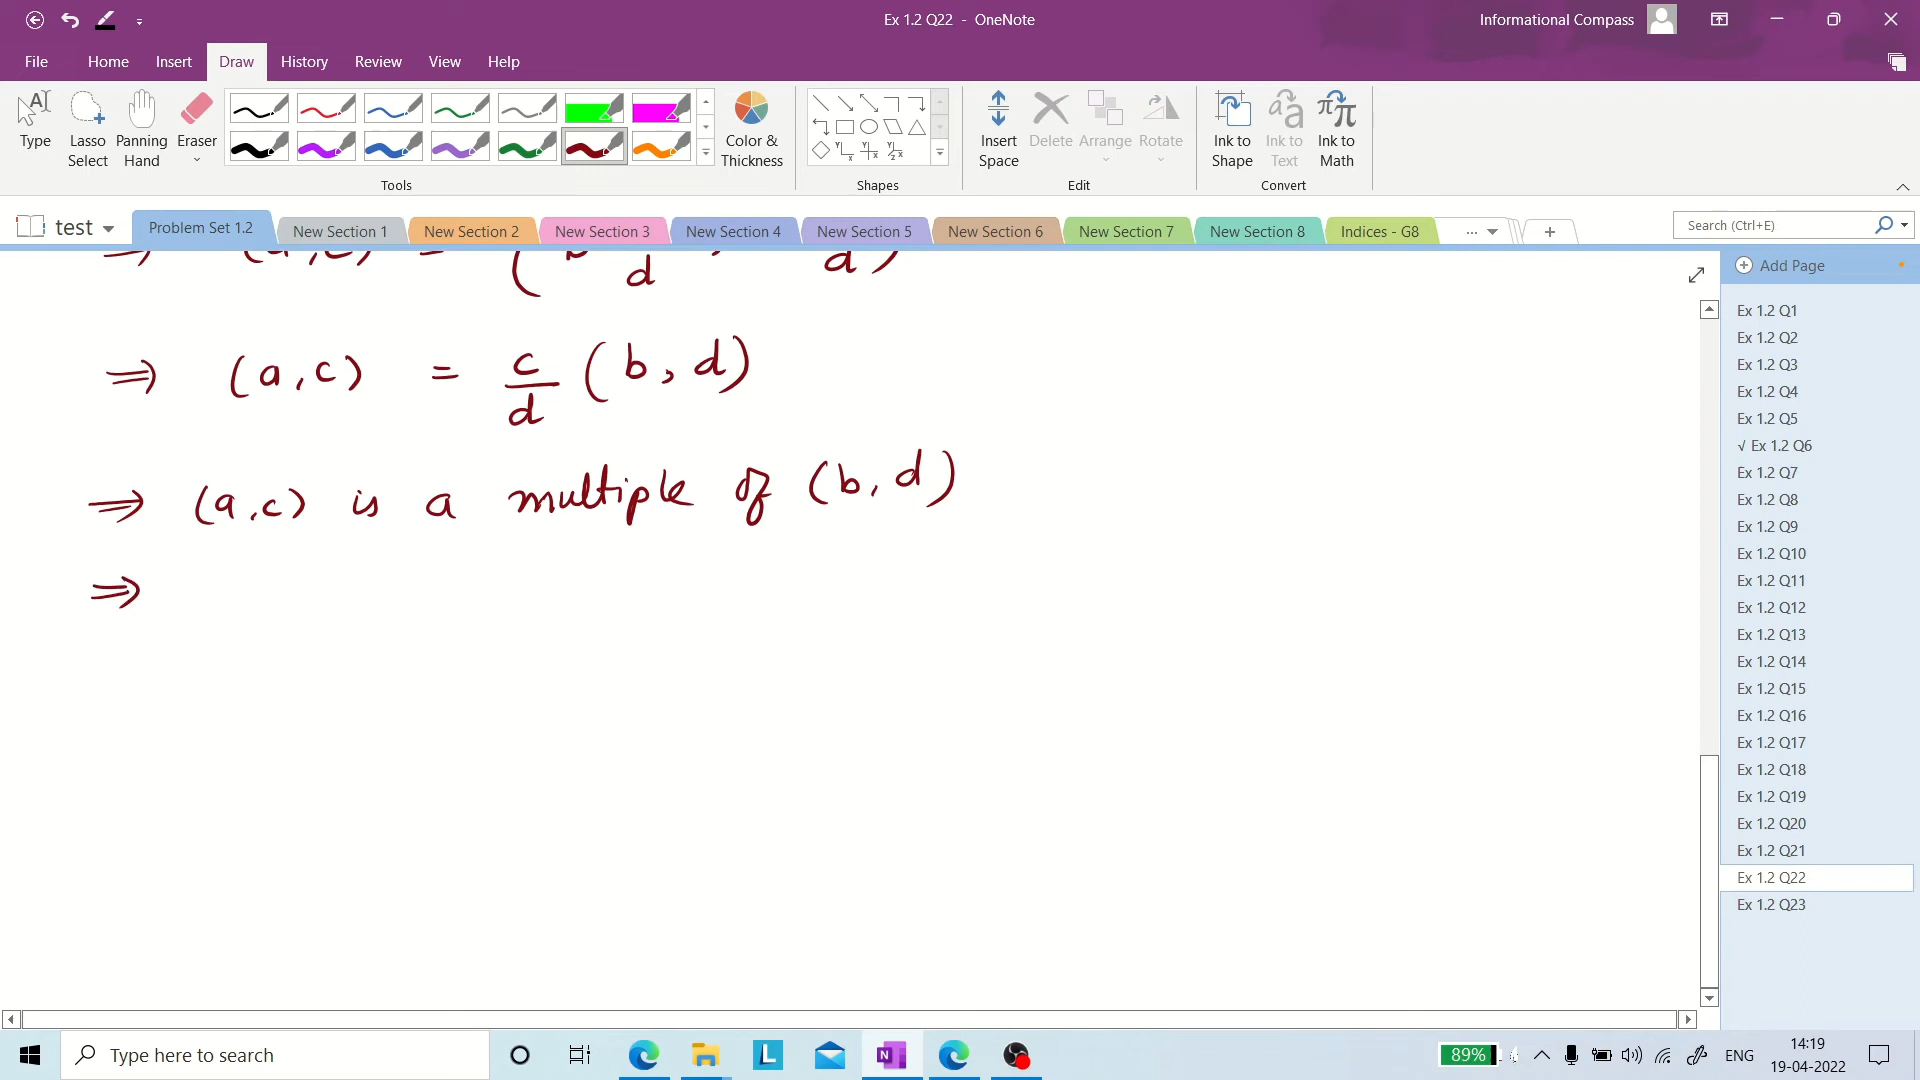 Ex 1.2 Q22 - OneNote
Informational Compass
File Home Insert Draw History Review View Help
Type
Lasso Select
Panning Hand
Eraser
Color & Thickness
Insert Space
Delete
Arrange
Rotate
Ink to Shape
Ink to Text
Ink to Math
Tools
Shapes
Edit
Convert
test
Problem Set 1.2
New Section 1
New Section 2
New Section 3
New Section 4
New Section 5
New Section 6
New Section 7
New Section 8
Indices - G8
Search (Ctrl+E)
Add Page
d d
⇒ (a, c) = c/d (b, d)
⇒ (a, c) is a multiple of (b, d)
⇒
Ex 1.2 Q1
Ex 1.2 Q2
Ex 1.2 Q3
Ex 1.2 Q4
Ex 1.2 Q5
√ Ex 1.2 Q6
Ex 1.2 Q7
Ex 1.2 Q8
Ex 1.2 Q9
Ex 1.2 Q10
Ex 1.2 Q11
Ex 1.2 Q12
Ex 1.2 Q13
Ex 1.2 Q14
Ex 1.2 Q15
Ex 1.2 Q16
Ex 1.2 Q17
Ex 1.2 Q18
Ex 1.2 Q19
Ex 1.2 Q20
Ex 1.2 Q21
Ex 1.2 Q22
Ex 1.2 Q23
Type here to search
89%
ENG
14:19
19-04-2022